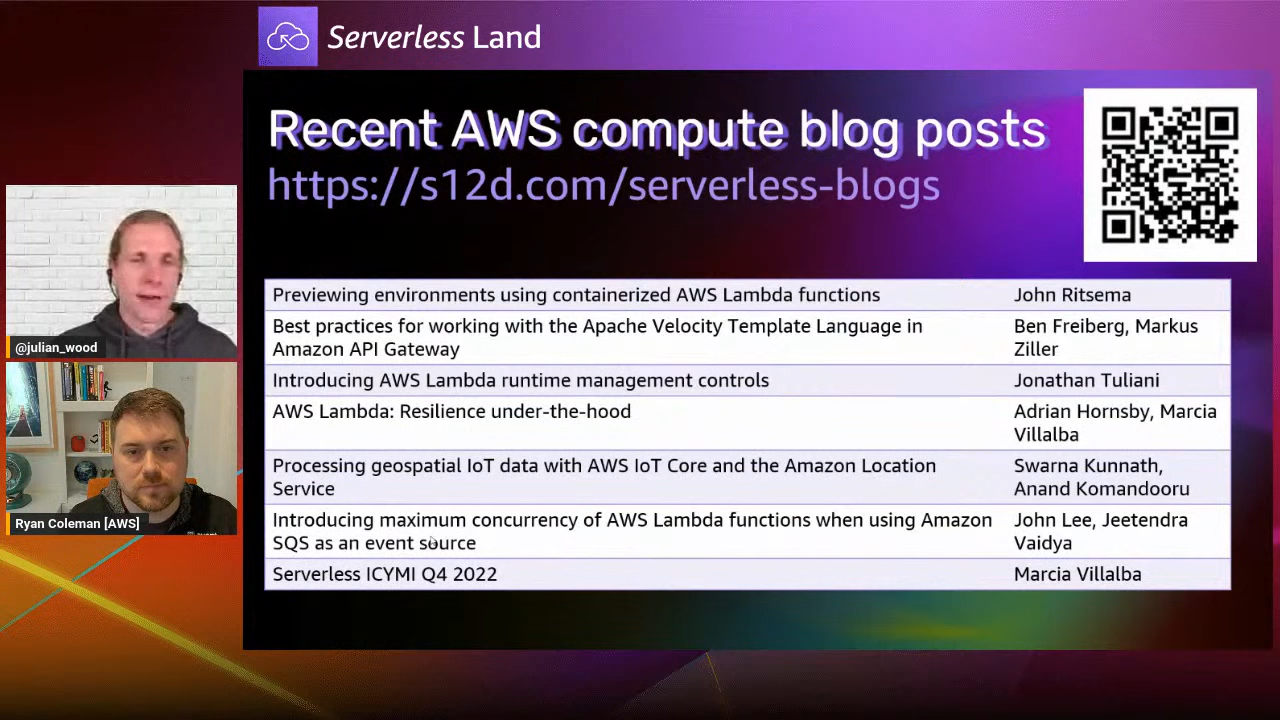 Serverless Land
Recent AWS compute blog posts
https://s12d.com/serverless-blogs
Previewing environments using containerized AWS Lambda functions
John Ritsema
Best practices for working with the Apache Velocity Template Language in
Amazon API Gateway
Ben Freiberg, Markus
Ziller
Introducing AWS Lambda runtime management controls
Jonathan Tuliani
AWS Lambda: Resilience under-the-hood
Adrian Hornsby, Marcia
Villalba
Processing geospatial IoT data with AWS IoT Core and the Amazon Location
Service
Swarna Kunnath,
Anand Komandooru
Introducing maximum concurrency of AWS Lambda functions when using Amazon
SQS as an event source
John Lee, Jeetendra
Vaidya
Serverless ICYMI Q4 2022
Marcia Villalba
@julian_wood
Ryan Coleman [AWS]